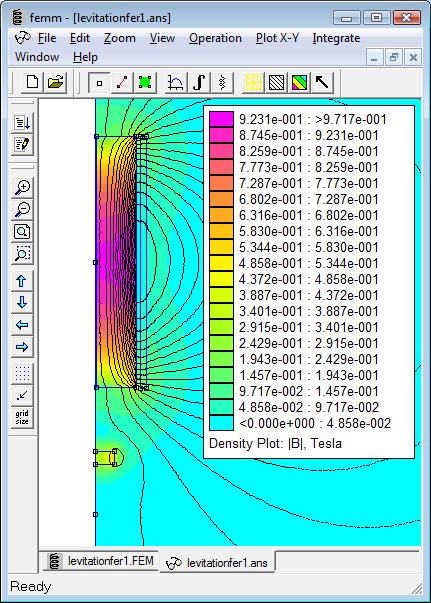 femm - [levitationfer1.ans]
File Edit View Operation Plot X-Y Integrate
Window Help
grid
size
9.231e-001 : >9.717e-001
8.745e-001 : 9.231e-001
8.259e-001 : 8.745e-001
7.773e-001 : 8.259e-001
7.287e-001 : 7.773e-001
6.802e-001 : 7.287e-001
6.316e-001 : 6.802e-001
5.830e-001 : 6.316e-001
5.344e-001 : 5.830e-001
4.858e-001 : 5.344e-001
4.372e-001 : 4.858e-001
3.887e-001 : 4.372e-001
3.401e-001 : 3.887e-001
2.915e-001 : 3.401e-001
2.429e-001 : 2.915e-001
1.943e-001 : 2.429e-001
1.457e-001 : 1.943e-001
9.717e-002 : 1.457e-001
4.858e-002 : 9.717e-002
<0.000e+000 : 4.858e-002
Density Plot: |B|, Tesla
levitationfer1.FEM levitationfer1.ans
Ready